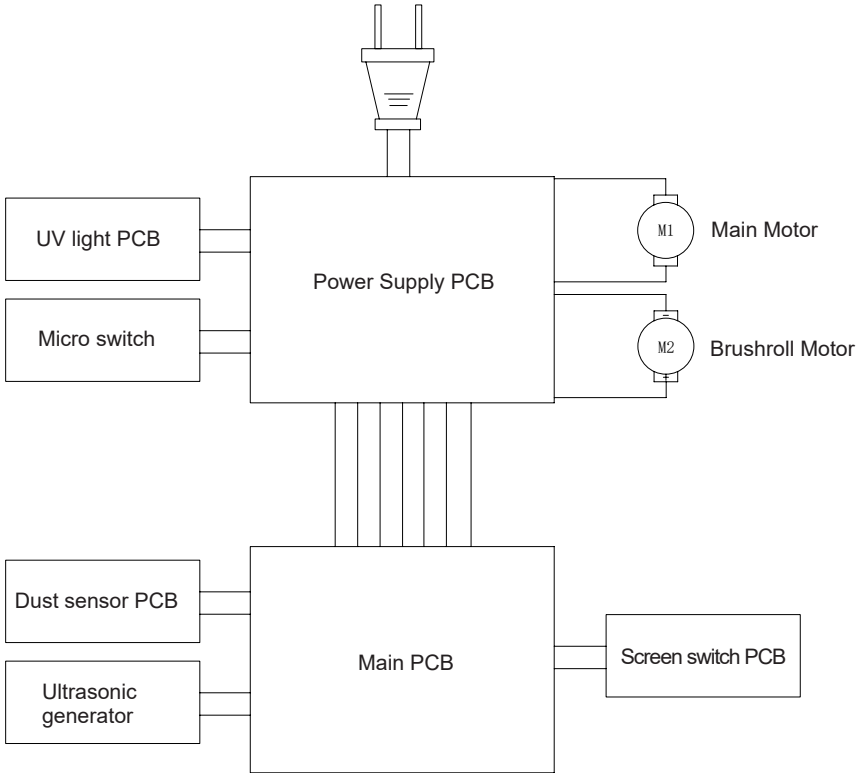 UV light PCB
Micro switch
Power Supply PCB
M1
Main Motor
M2
Brushroll Motor
Dust sensor PCB
Ultrasonic
generator
Main PCB
Screen switch PCB